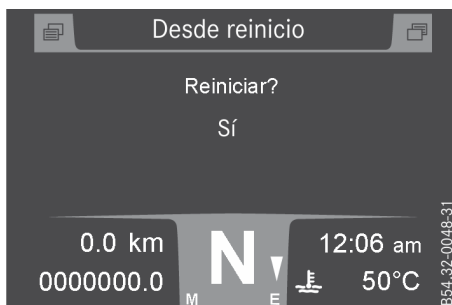 Desde reinicio
Reiniciar?
Sí
0.0 km
12:06 am
0000000.0
50°C
N
M
E
B54.32-0048-31